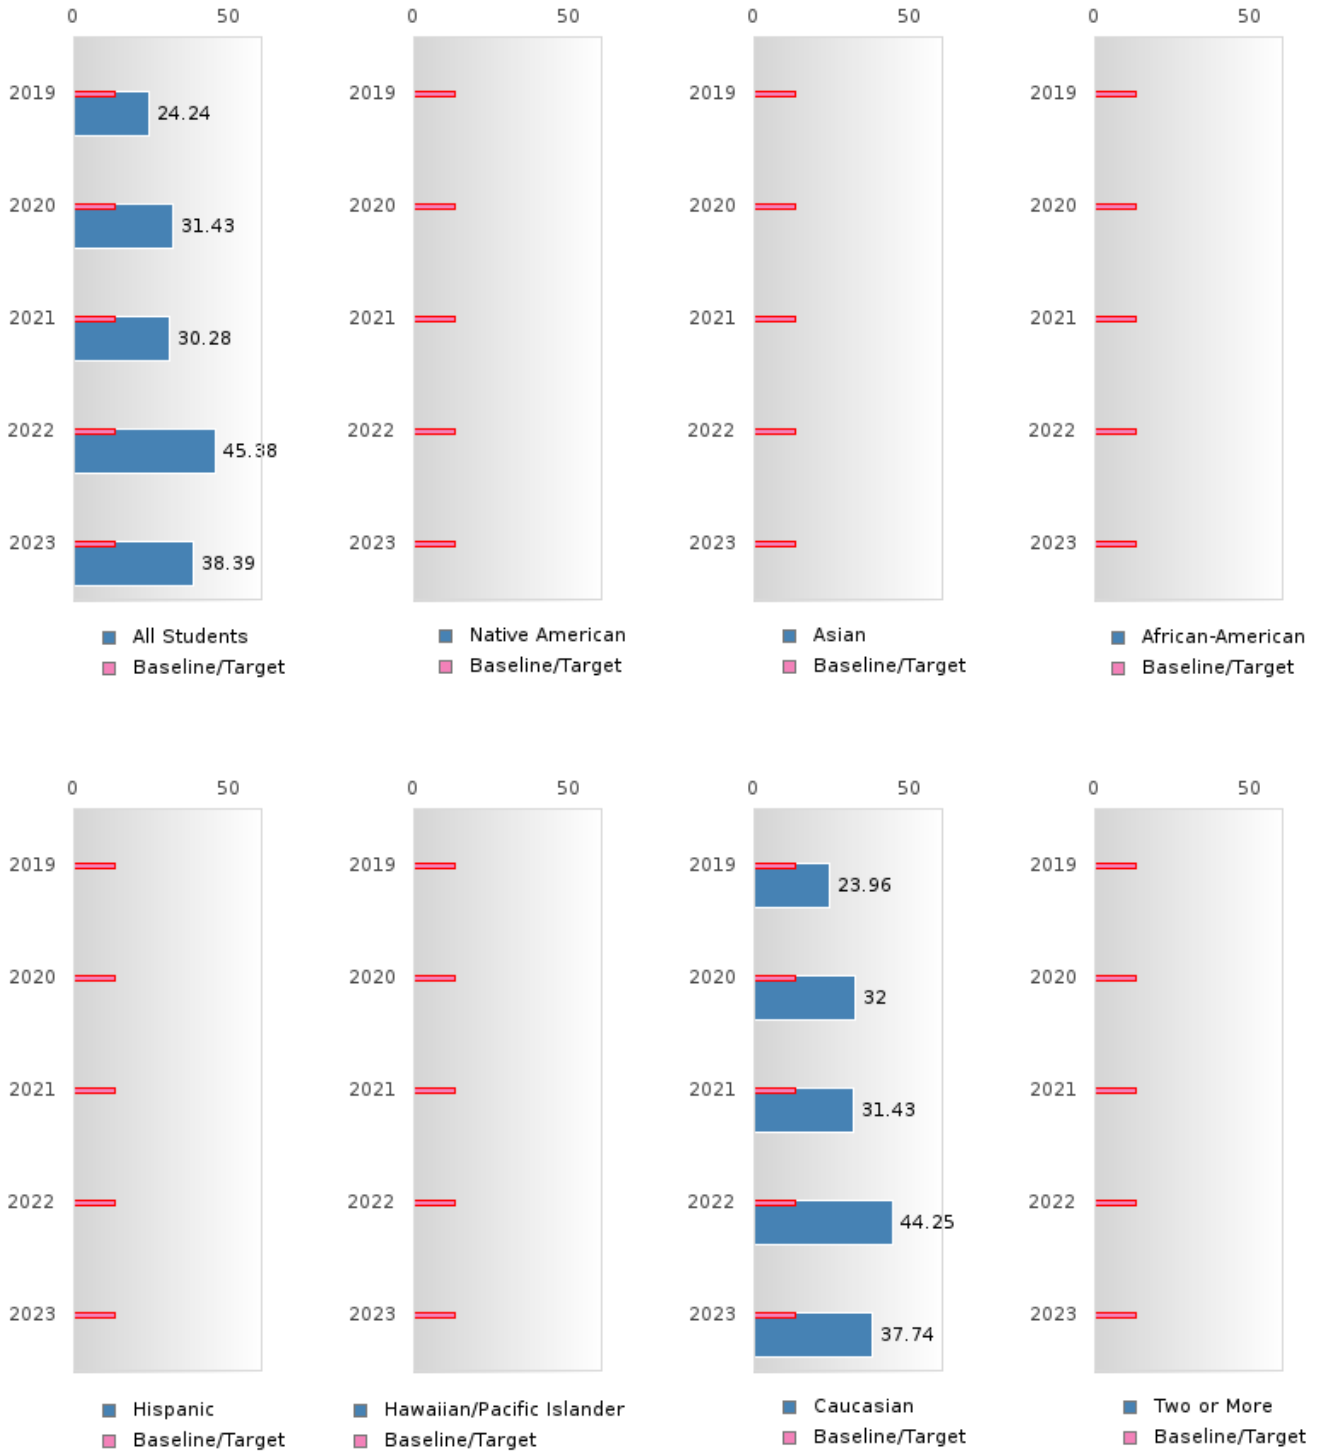 0 50 0 50 0 50 0 50
2019 24.24 2019 2019 2019
2020 31.43 2020 2020 2020
2021 30.28 2021 2021 2021
2022 45.38 2022 2022 2022
2023 38.39 2023 2023 2023
All Students Native American Asian African-American
Baseline/Target Baseline/Target Baseline/Target Baseline/Target
0 50 0 50 0 50 0 50
2019 2019 2019 23.96 2019
2020 2020 2020 32 2020
2021 2021 2021 31.43 2021
2022 2022 2022 44.25 2022
2023 2023 2023 37.74 2023
Hispanic Hawaiian/Pacific Islander Caucasian Two or More
Baseline/Target Baseline/Target Baseline/Target Baseline/Target